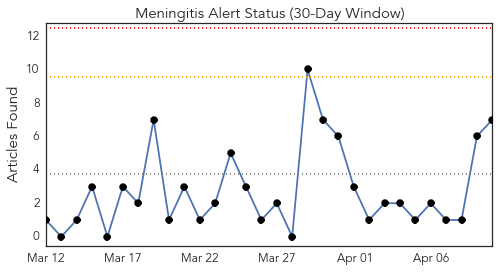 Meningitis Alert Status (30-Day Window)
Articles Found
12
10
8
6
4
2
0
Mar 12 Mar 17 Mar 22 Mar 27 Apr 01 Apr 06